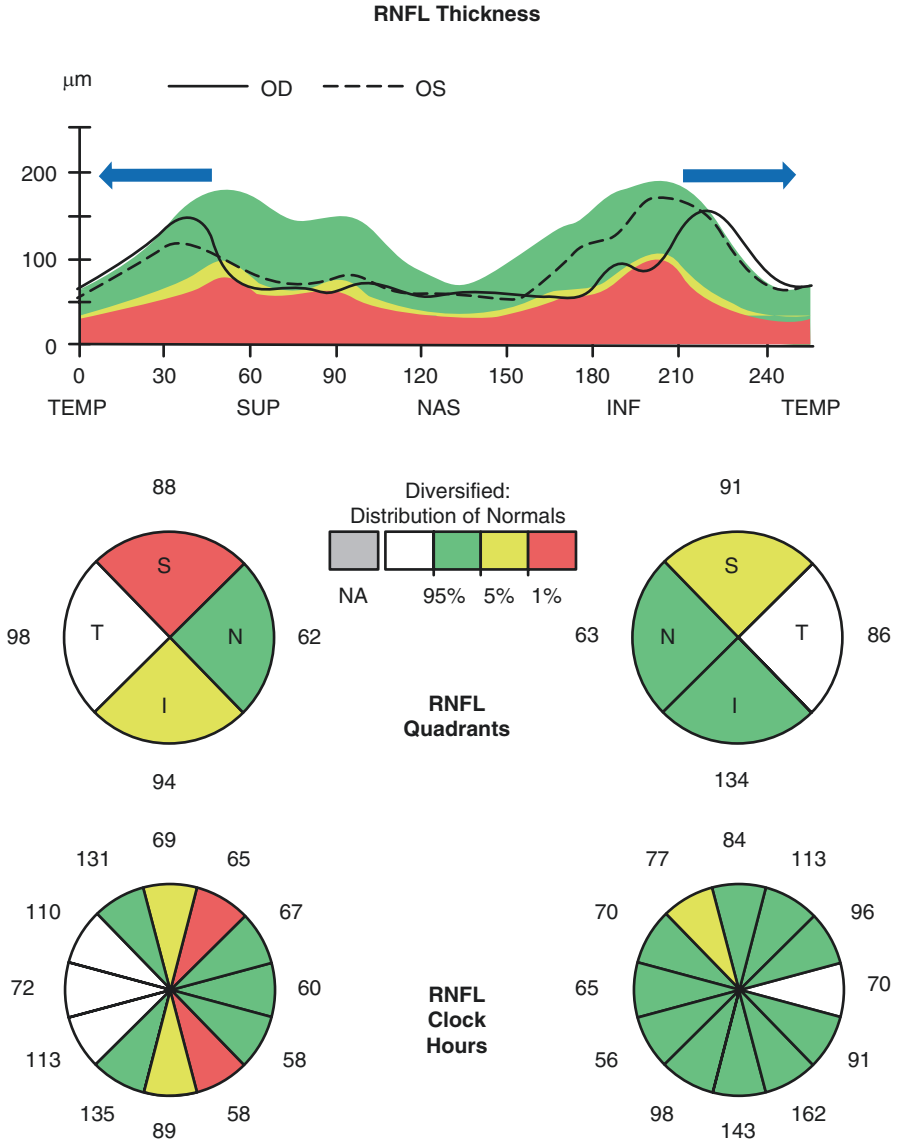 RNFL Thickness
μm
OD OS
200
100
0
0 30 60 90 120 150 180 210 240
TEMP SUP NAS INF TEMP
88
Diversified:
Distribution of Normals
NA 95% 5% 1%
S
T
N
I
98
62
94
91
S
N
T
I
63
86
134
RNFL
Quadrants
69
131
65
110
67
72
60
113
58
135
58
89
RNFL
Clock
Hours
84
77
113
70
96
65
70
56
91
98
162
143